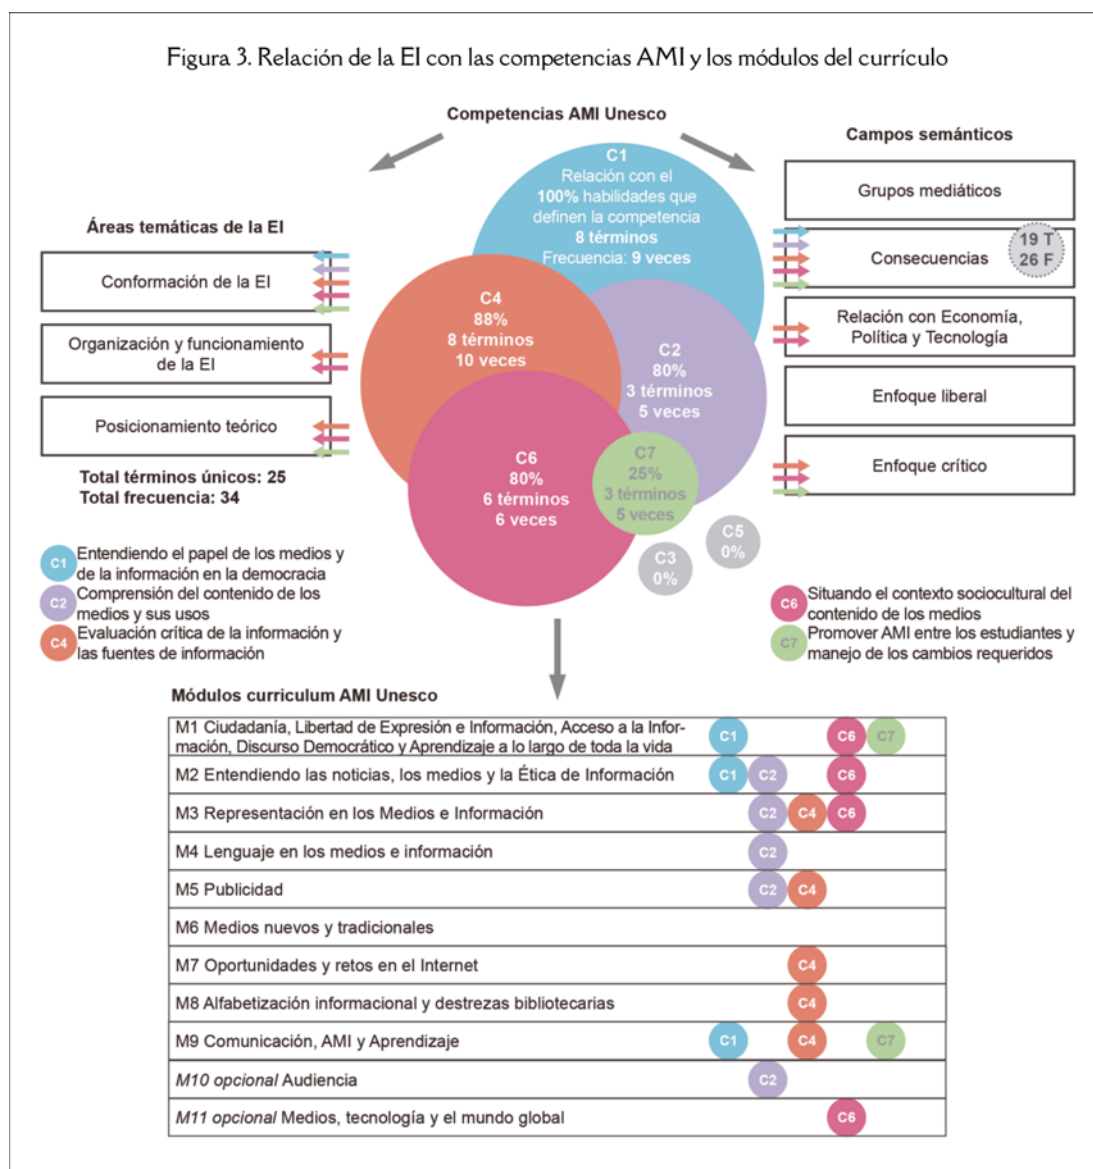 Figura 3. Relación de la EI con las competencias AMI y los módulos del currículo
Competencias AMI Unesco
Áreas temáticas de la EI
Conformación de la EI
Organización y funcionamiento
de la EI
Posicionamiento teórico
Total términos únicos: 25
Total frecuencia: 34
C1
Relación con el
100% habilidades que
definen la competencia
8 términos
Frecuencia: 9 veces
C4
88%
8 términos
10 veces
C2
80%
3 términos
5 veces
C6
80%
6 términos
6 veces
C7
25%
3 términos
5 veces
C5
0%
C3
0%
Campos semánticos
Grupos mediáticos
Consecuencias
19 T
26 F
Relación con Economía,
Política y Tecnología
Enfoque liberal
Enfoque crítico
C1 Entendiendo el papel de los medios y
de la información en la democracia
C2 Comprensión del contenido de los
medios y sus usos
C4 Evaluación crítica de la información y
las fuentes de información
C6 Situando el contexto sociocultural del
contenido de los medios
C7 Promover AMI entre los estudiantes y
manejo de los cambios requeridos
Módulos curriculum AMI Unesco
M1 Ciudadanía, Libertad de Expresión e Información, Acceso a la Infor-
mación, Discurso Democrático y Aprendizaje a lo largo de toda la vida C1 C6 C7
M2 Entendiendo las noticias, los medios y la Ética de Información C1 C2 C6
M3 Representación en los Medios e Información C2 C4 C6
M4 Lenguaje en los medios e información C2
M5 Publicidad C2 C4
M6 Medios nuevos y tradicionales
M7 Oportunidades y retos en el Internet C4
M8 Alfabetización informacional y destrezas bibliotecarias C4
M9 Comunicación, AMI y Aprendizaje C1 C4 C7
M10 opcional Audiencia C2
M11 opcional Medios, tecnología y el mundo global C6